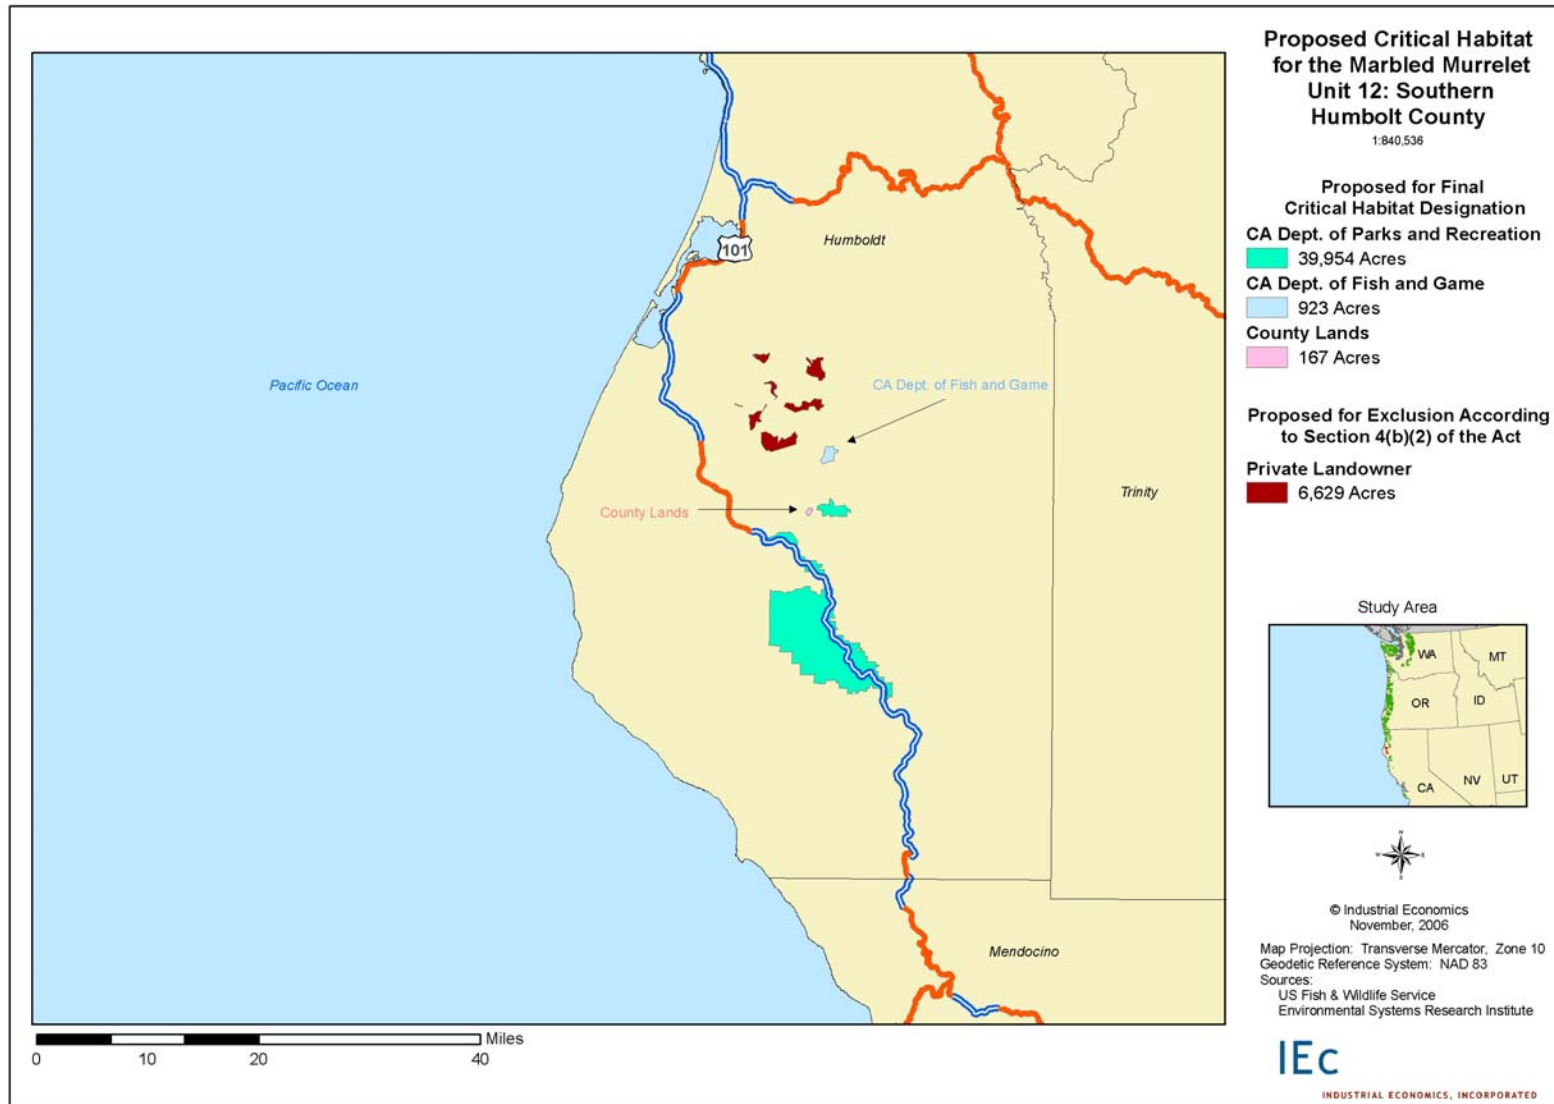 Proposed Critical Habitat
for the Marbled Murrelet
Unit 12: Southern
Humbolt County
1:840,536
Proposed for Final
Critical Habitat Designation
CA Dept. of Parks and Recreation
39,954 Acres
CA Dept. of Fish and Game
923 Acres
County Lands
167 Acres
Proposed for Exclusion According
to Section 4(b)(2) of the Act
Private Landowner
6,629 Acres
Humboldt
101
Pacific Ocean
CA Dept. of Fish and Game
Trinity
County Lands
Mendocino
Study Area
WA
MT
OR
ID
CA
NV
UT
N
W E
S
© Industrial Economics
November, 2006
Map Projection: Transverse Mercator, Zone 10
Geodetic Reference System: NAD 83
Sources:
US Fish & Wildlife Service
Environmental Systems Research Institute
Miles
0 10 20 40
IEc
INDUSTRIAL ECONOMICS, INCORPORATED